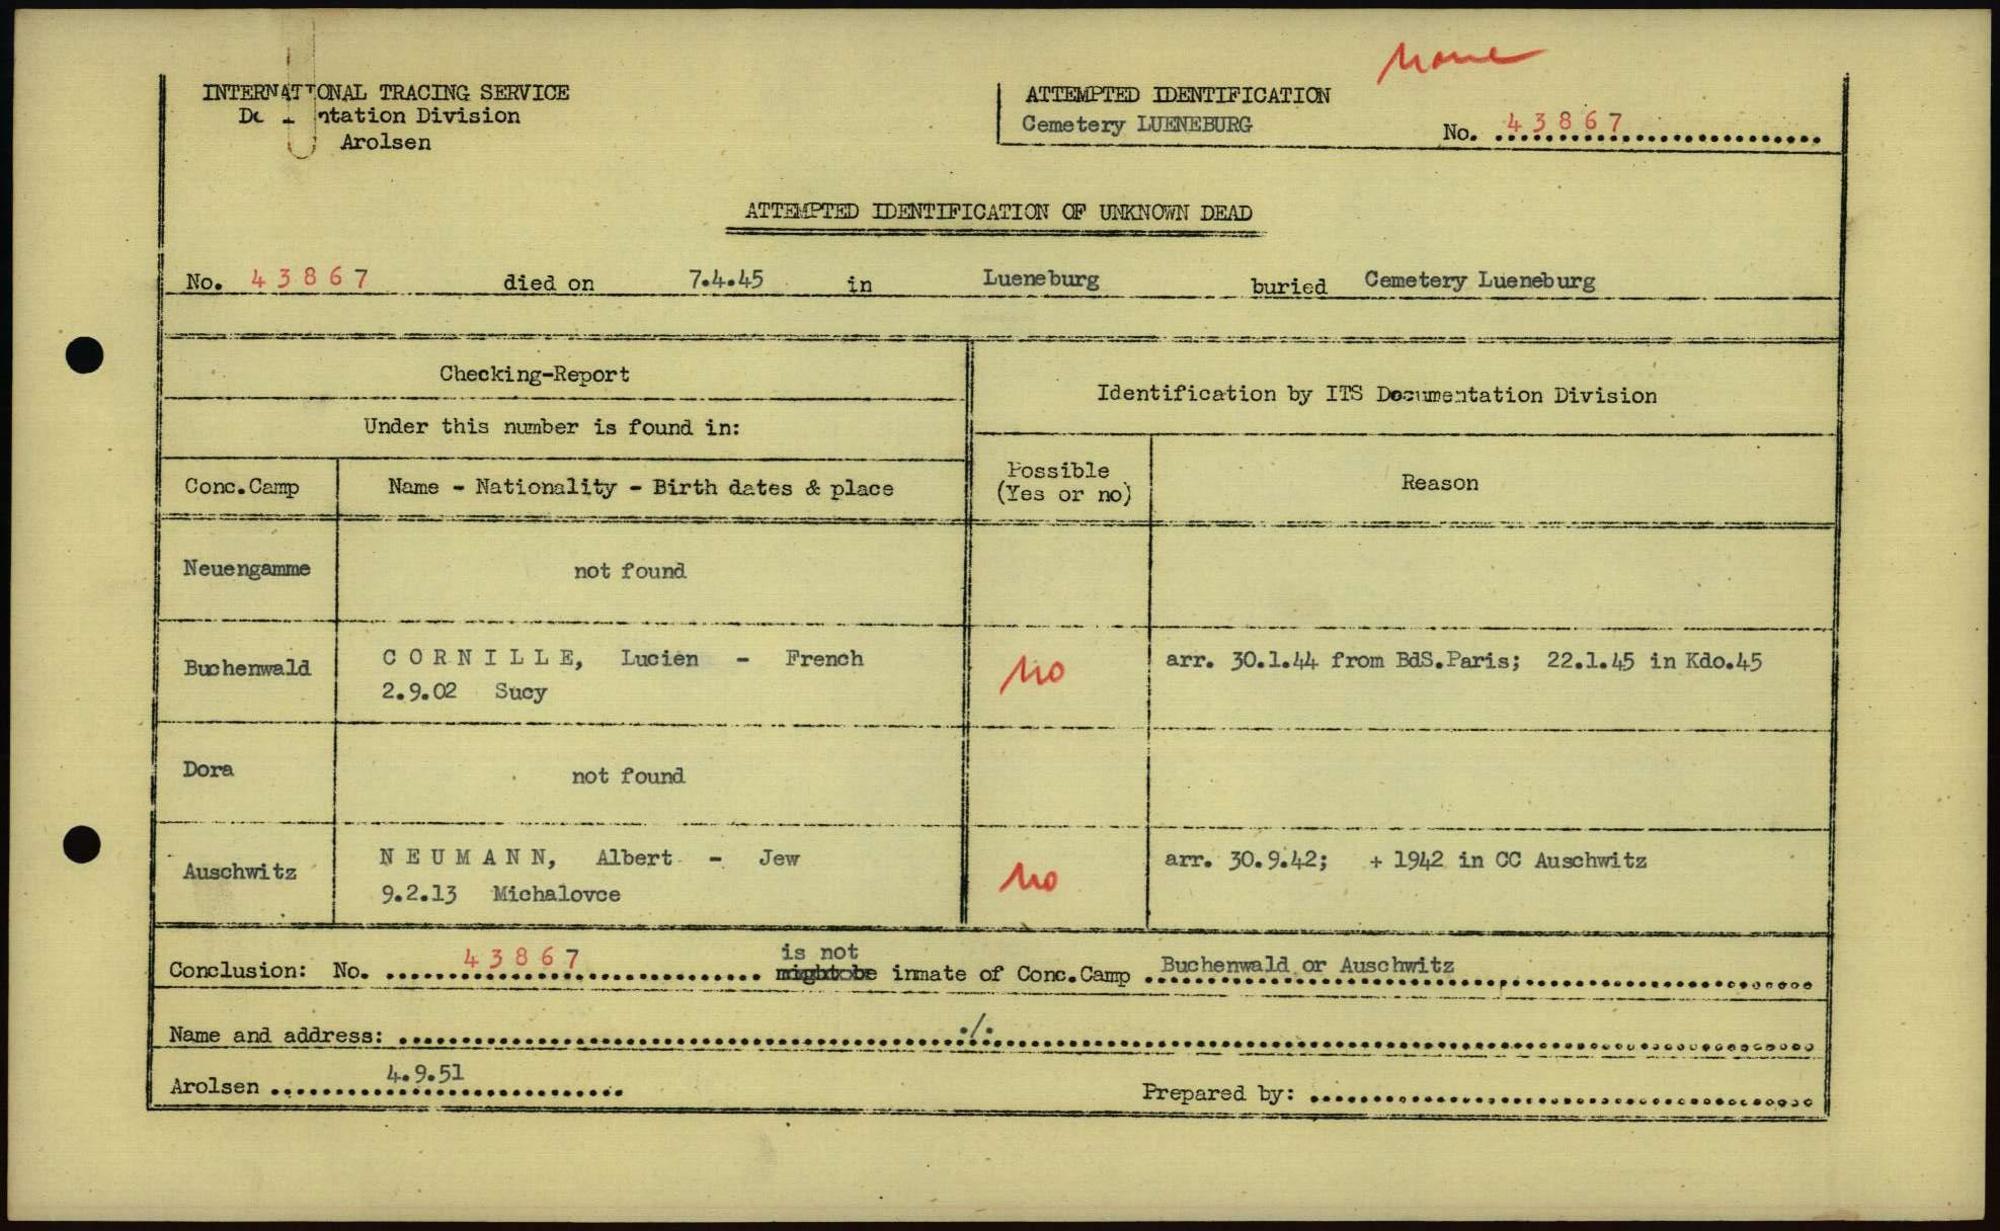 None
INTERNATIONAL TRACING SERVICE
ntation Division
Arolsen
ATTEMPTED IDENTIFICATION
Cemetery LUENEBURG
No. 43867
ATTEMPTED IDENTIFICATION OF UNKNOWN DEAD
No. 43867 died on 7.4.45 in Lueneburg buried Cemetery Lueneburg
Checking-Report
Under this number is found in:
Identification by ITS Documentation Division
Conc.Camp
Name - Nationality - Birth dates & place
Possible
(Yes or no)
Reason
Neuengamme
not found
Buchenwald
C O R N I L L E, Lucien - French
2.9.02 Sucy
No
arr. 30.1.44 from BdS.Paris; 22.1.45 in Kdo.45
Dora
not found
Auschwitz
N E U M A N N, Albert - Jew
9.2.13 Michalovce
No
arr. 30.9.42; + 1942 in CC Auschwitz
is not
Conclusion: No. 43867 might be inmate of Conc.Camp Buchenwald or Auschwitz
Name and address: ./.
Arolsen 4.9.51
Prepared by: